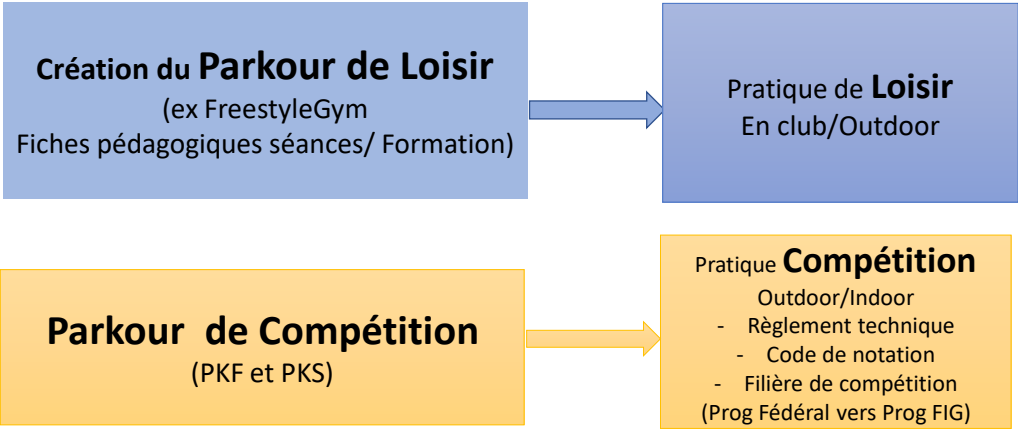 Création du Parkour de Loisir
(ex FreestyleGym
Fiches pédagogiques séances/ Formation)
Pratique de Loisir
En club/Outdoor
Parkour de Compétition
(PKF et PKS)
Pratique Compétition
Outdoor/Indoor
- Règlement technique
- Code de notation
- Filière de compétition
(Prog Fédéral vers Prog FIG)